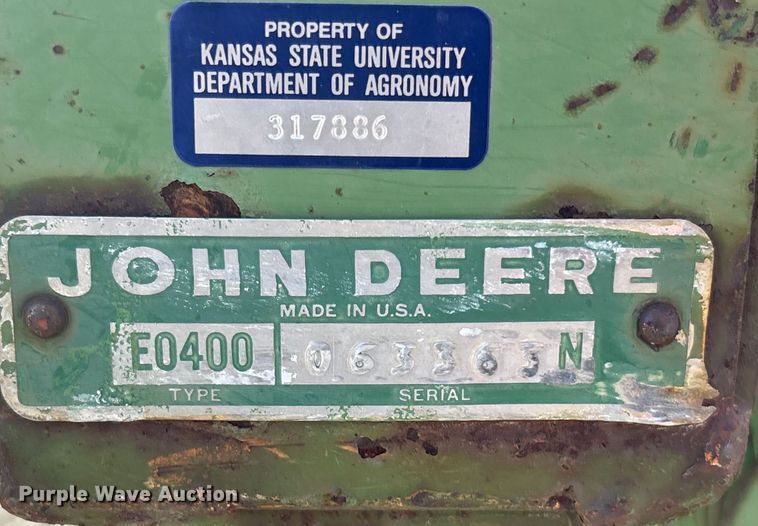 PROPERTY OF
KANSAS STATE UNIVERSITY
DEPARTMENT OF AGRONOMY
317886
JOHN DEERE
MADE IN U.S.A.
E0400 063363 N
TYPE SERIAL
Purple Wave Auction